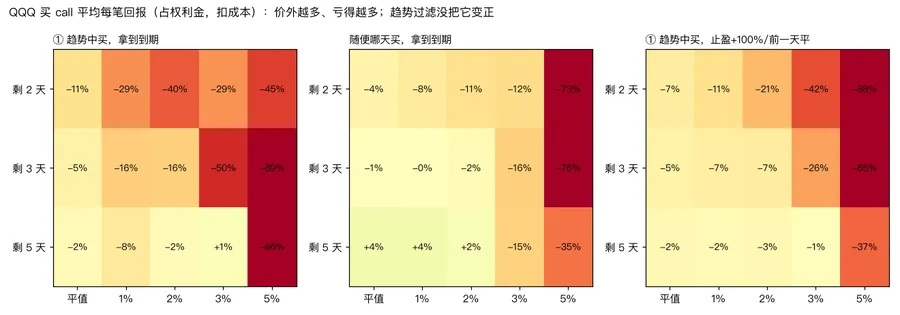 QQQ 买 call 平均每笔回报（占权利金，扣成本）：价外越多、亏得越多；趋势过滤没把它变正
① 趋势中买，拿到到期
剩 2 天 −11% −29% −40% −29% −45%
剩 3 天 −5% −16% −16% −50% −89%
剩 5 天 −2% −8% −2% +1% −66%
平值 1% 2% 3% 5%
随便哪天买，拿到到期
剩 2 天 −4% −8% −11% −12% −73%
剩 3 天 −1% −0% −2% −16% −76%
剩 5 天 +4% +4% +2% −15% −35%
平值 1% 2% 3% 5%
① 趋势中买，止盈+100%/前一天平
剩 2 天 −7% −11% −21% −42% −88%
剩 3 天 −5% −7% −7% −26% −65%
剩 5 天 −2% −2% −3% −1% −37%
平值 1% 2% 3% 5%